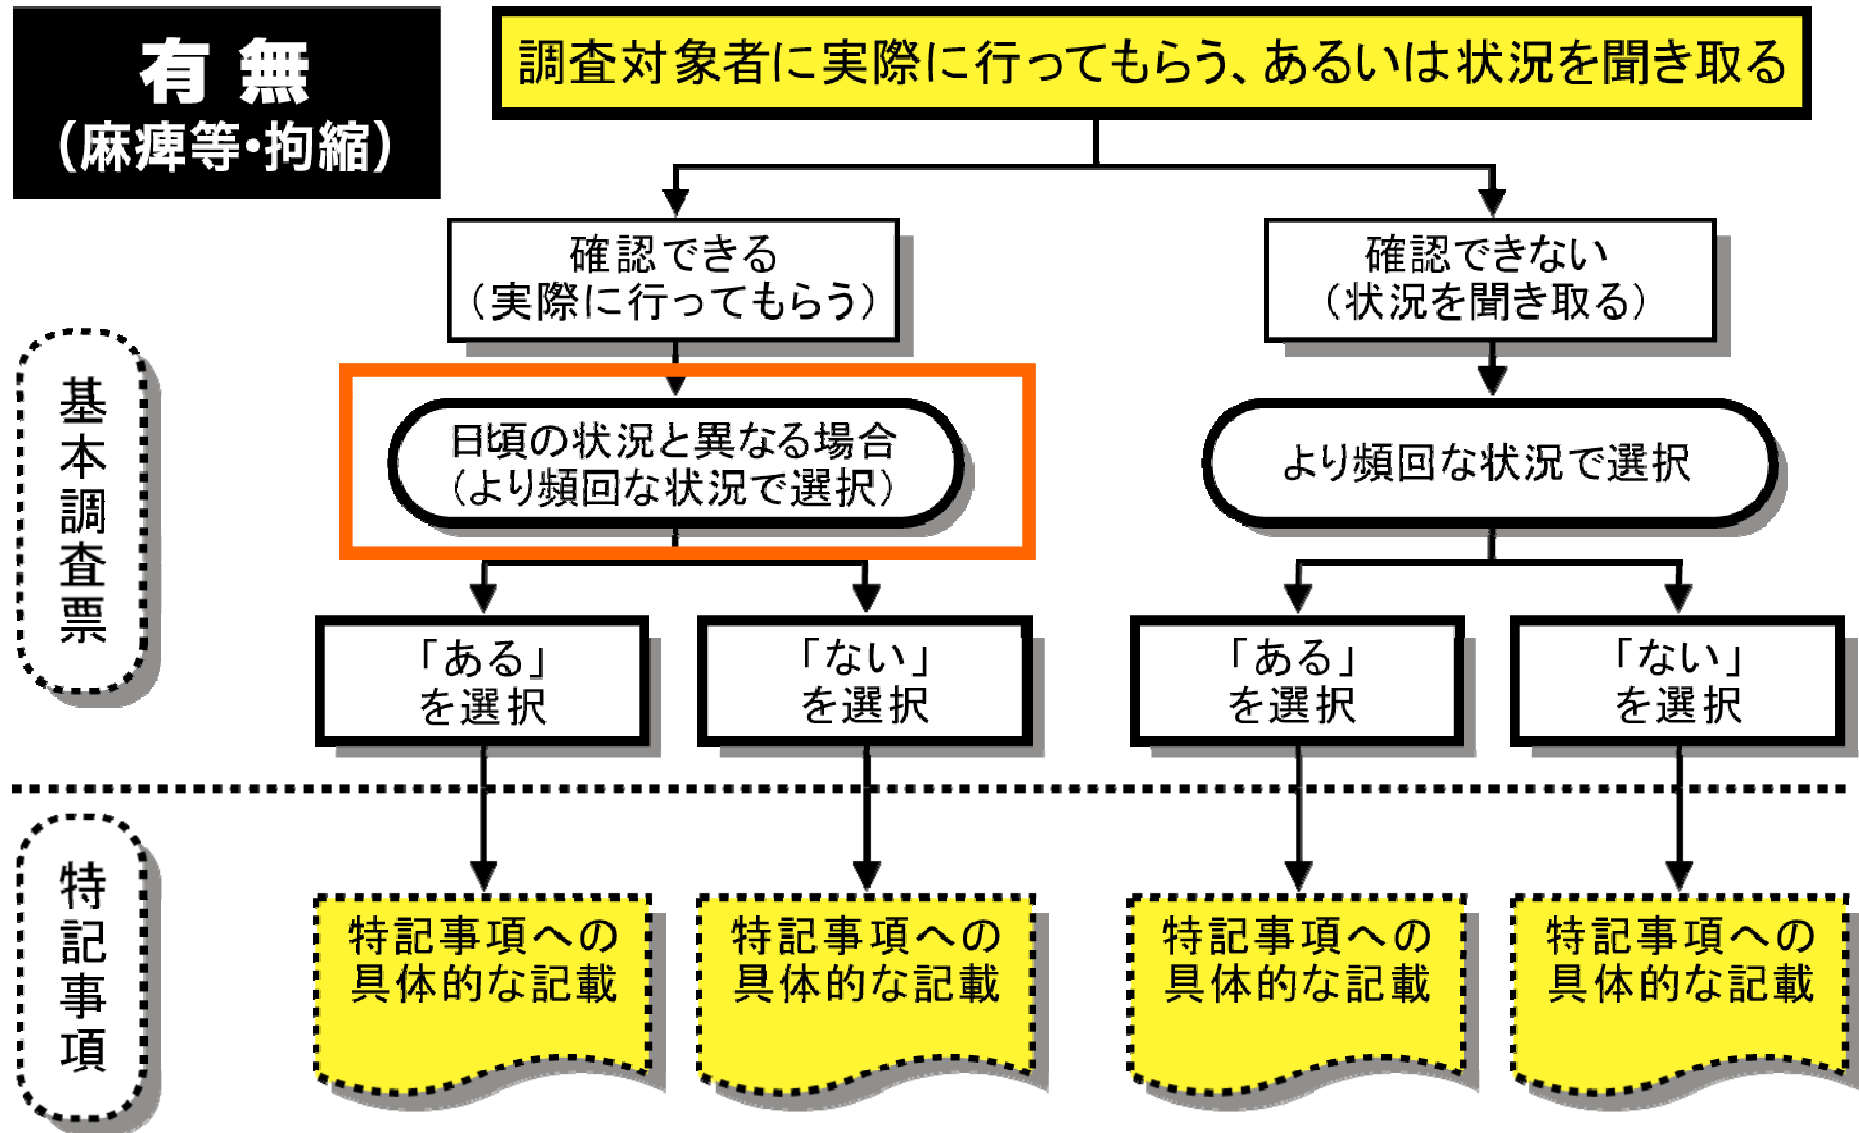 有無
（麻痺等・拘縮）
調査対象者に実際に行ってもらう、あるいは状況を聞き取る
確認できる
（実際に行ってもらう）
確認できない
（状況を聞き取る）
基本調査票
日頃の状況と異なる場合
（より頻回な状況で選択）
より頻回な状況で選択
「ある」
を選択
「ない」
を選択
「ある」
を選択
「ない」
を選択
特記事項
特記事項への
具体的な記載
特記事項への
具体的な記載
特記事項への
具体的な記載
特記事項への
具体的な記載